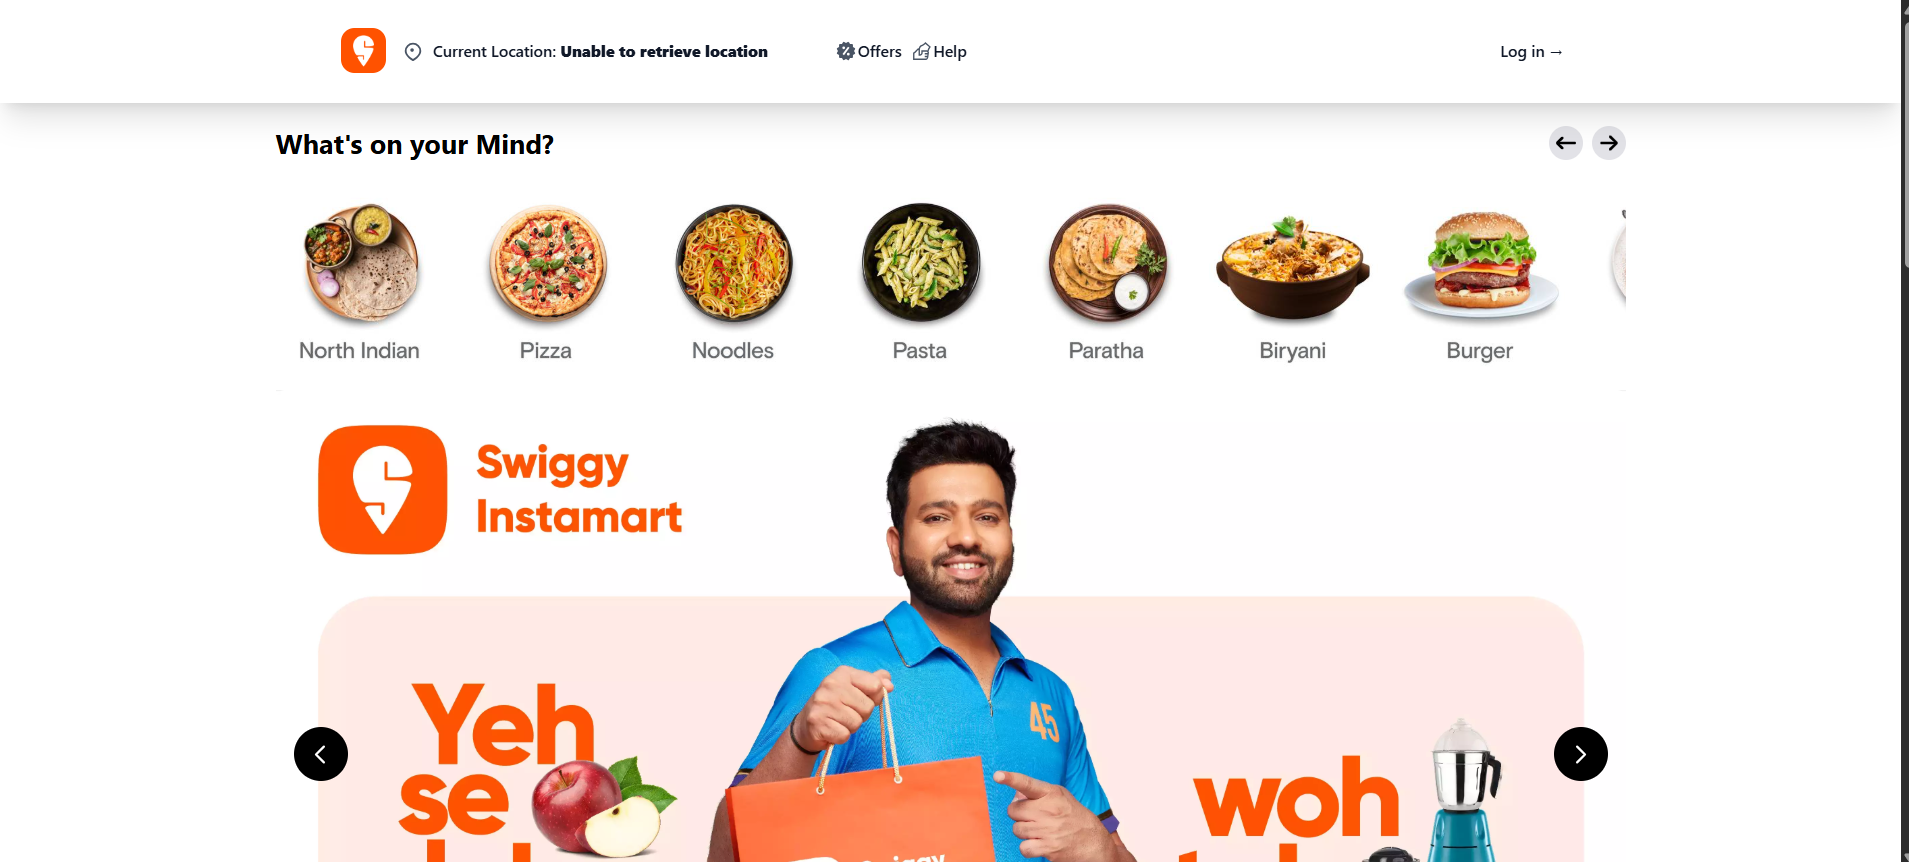 Current Location: Unable to retrieve location
Offers
Help
Log in →
What's on your Mind?
North Indian
Pizza
Noodles
Pasta
Paratha
Biryani
Burger
Swiggy
Instamart
45
Yeh
se
woh
Swiggy